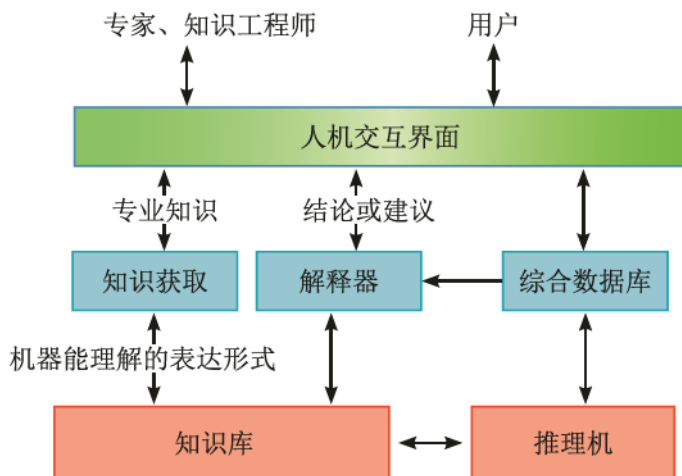 专家、知识工程师
用户
人机交互界面
专业知识
结论或建议
知识获取
解释器
综合数据库
机器能理解的表达形式
知识库
推理机